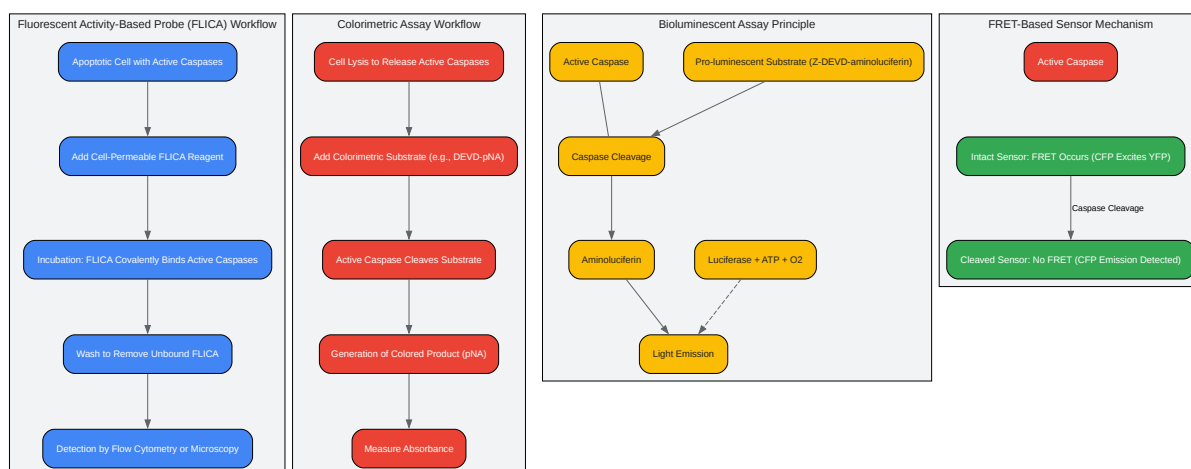 Fluorescent Activity-Based Probe (FLICA) Workflow
Apoptotic Cell with Active Caspases
Add Cell-Permeable FLICA Reagent
Incubation: FLICA Covalently Binds Active Caspases
Wash to Remove Unbound FLICA
Detection by Flow Cytometry or Microscopy
Colorimetric Assay Workflow
Cell Lysis to Release Active Caspases
Add Colorimetric Substrate (e.g., DEVD-pNA)
Active Caspase Cleaves Substrate
Generation of Colored Product (pNA)
Measure Absorbance
Bioluminescent Assay Principle
Active Caspase
Pro-luminescent Substrate (Z-DEVD-aminoluciferin)
Caspase Cleavage
Aminoluciferin
Luciferase + ATP + O2
Light Emission
FRET-Based Sensor Mechanism
Active Caspase
Intact Sensor: FRET Occurs (CFP Excites YFP)
Caspase Cleavage
Cleaved Sensor: No FRET (CFP Emission Detected)